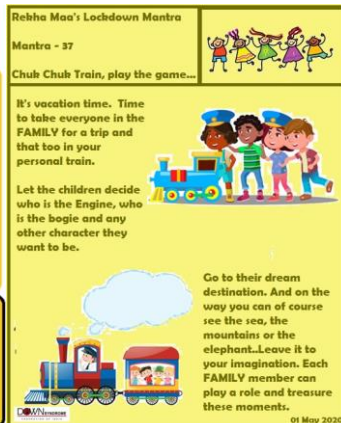 Rekha Maa's Lockdown Mantra
Mantra - 37
Chuk Chuk Train, play the game...
It's vacation time. Time
to take everyone in the
FAMILY for a trip and
that too in your
personal train.
Let the children decide
who is the Engine, who
is the bogie and any
other character they
want to be.
Go to their dream
destination. And on the
way you can of course
see the sea, the
mountains or the
elephant..Leave it to
your imagination. Each
FAMILY member can
play a role and treasure
these moments.
DOWN SYNDROME
FEDERATION OF INDIA
01 May 2020